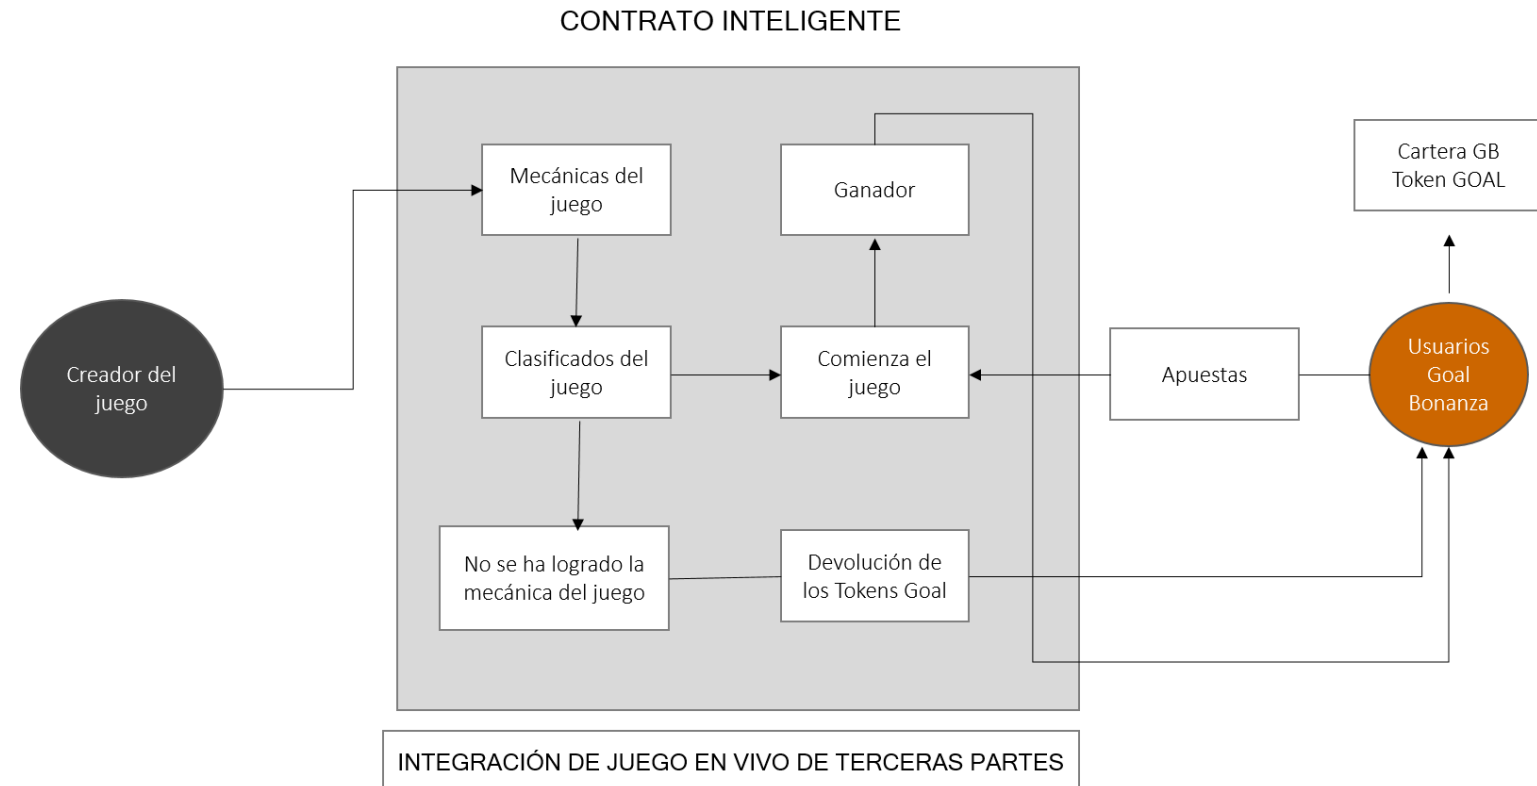 CONTRATO INTELIGENTE
Mecánicas del
juego
Ganador
Cartera GB
Token GOAL
Creador del
juego
Clasificados del
juego
Comienza el
juego
Apuestas
Usuarios
Goal
Bonanza
No se ha logrado la
mecánica del juego
Devolución de
los Tokens Goal
INTEGRACIÓN DE JUEGO EN VIVO DE TERCERAS PARTES